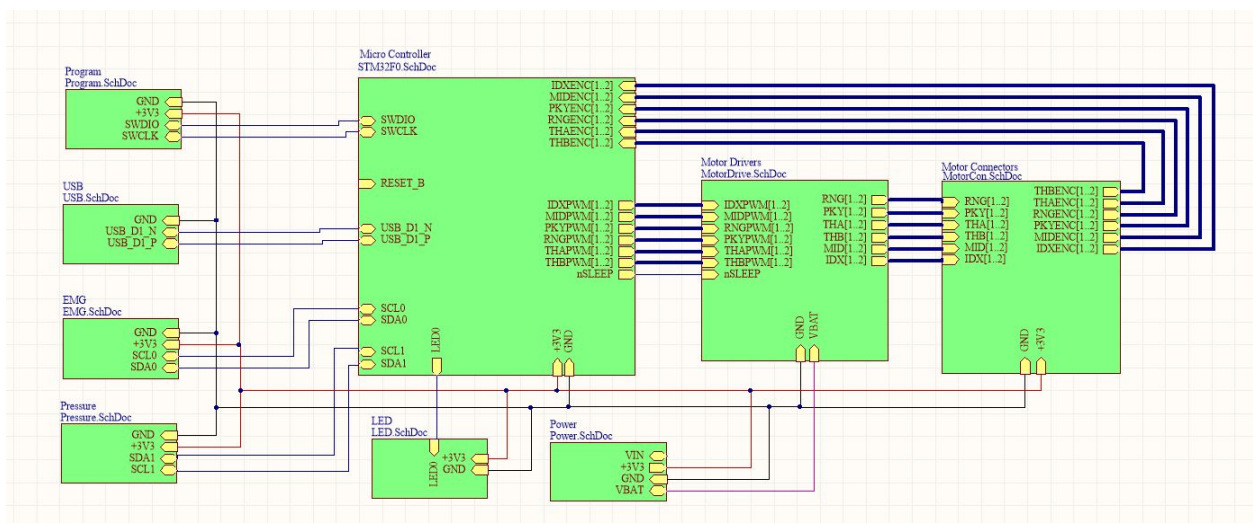 Program
Program.SchDoc
GND
+3V3
SWDIO
SWCLK
USB
USB.SchDoc
GND
USB_D1_N
USB_D1_P
EMG
EMG.SchDoc
GND
+3V3
SCL0
SDA0
Pressure
Pressure.SchDoc
GND
+3V3
SDA1
SCL1
Micro Controller
STM32F0.SchDoc
SWDIO
SWCLK
RESET_B
USB_D1_N
USB_D1_P
SCL0
SDA0
SCL1
SDA1
LED0
+3V3
GND
IDXENC[1..2]
MIDENC[1..2]
PKYENC[1..2]
RNGENC[1..2]
THAENC[1..2]
THBENC[1..2]
IDXPWM[1..2]
MIDPWM[1..2]
PKYPWM[1..2]
RNGPWM[1..2]
THAPWM[1..2]
THBPWM[1..2]
nSLEEP
LED
LED.SchDoc
LED0
+3V3
GND
Power
Power.SchDoc
VIN
+3V3
GND
VBAT
Motor Drivers
MotorDrive.SchDoc
IDXPWM[1..2]
MIDPWM[1..2]
RNGPWM[1..2]
PKYPWM[1..2]
THAPWM[1..2]
THBPWM[1..2]
nSLEEP
RNG[1..2]
PKY[1..2]
THA[1..2]
THB[1..2]
MID[1..2]
IDX[1..2]
GND
VBAT
Motor Connectors
MotorCon.SchDoc
RNG[1..2]
PKY[1..2]
THA[1..2]
THB[1..2]
MID[1..2]
IDX[1..2]
THBENC[1..2]
THAENC[1..2]
RNGENC[1..2]
PKYENC[1..2]
MIDENC[1..2]
IDXENC[1..2]
GND
+3V3